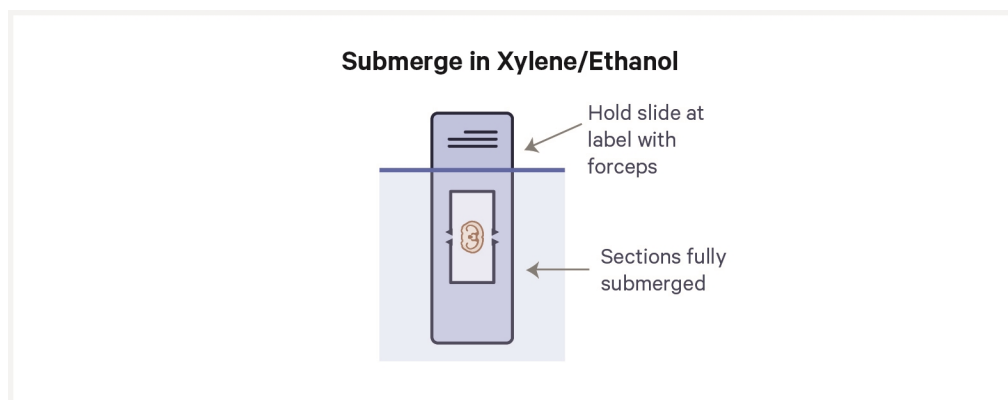 Submerge in Xylene/Ethanol
Hold slide at
label with
forceps
Sections fully
submerged